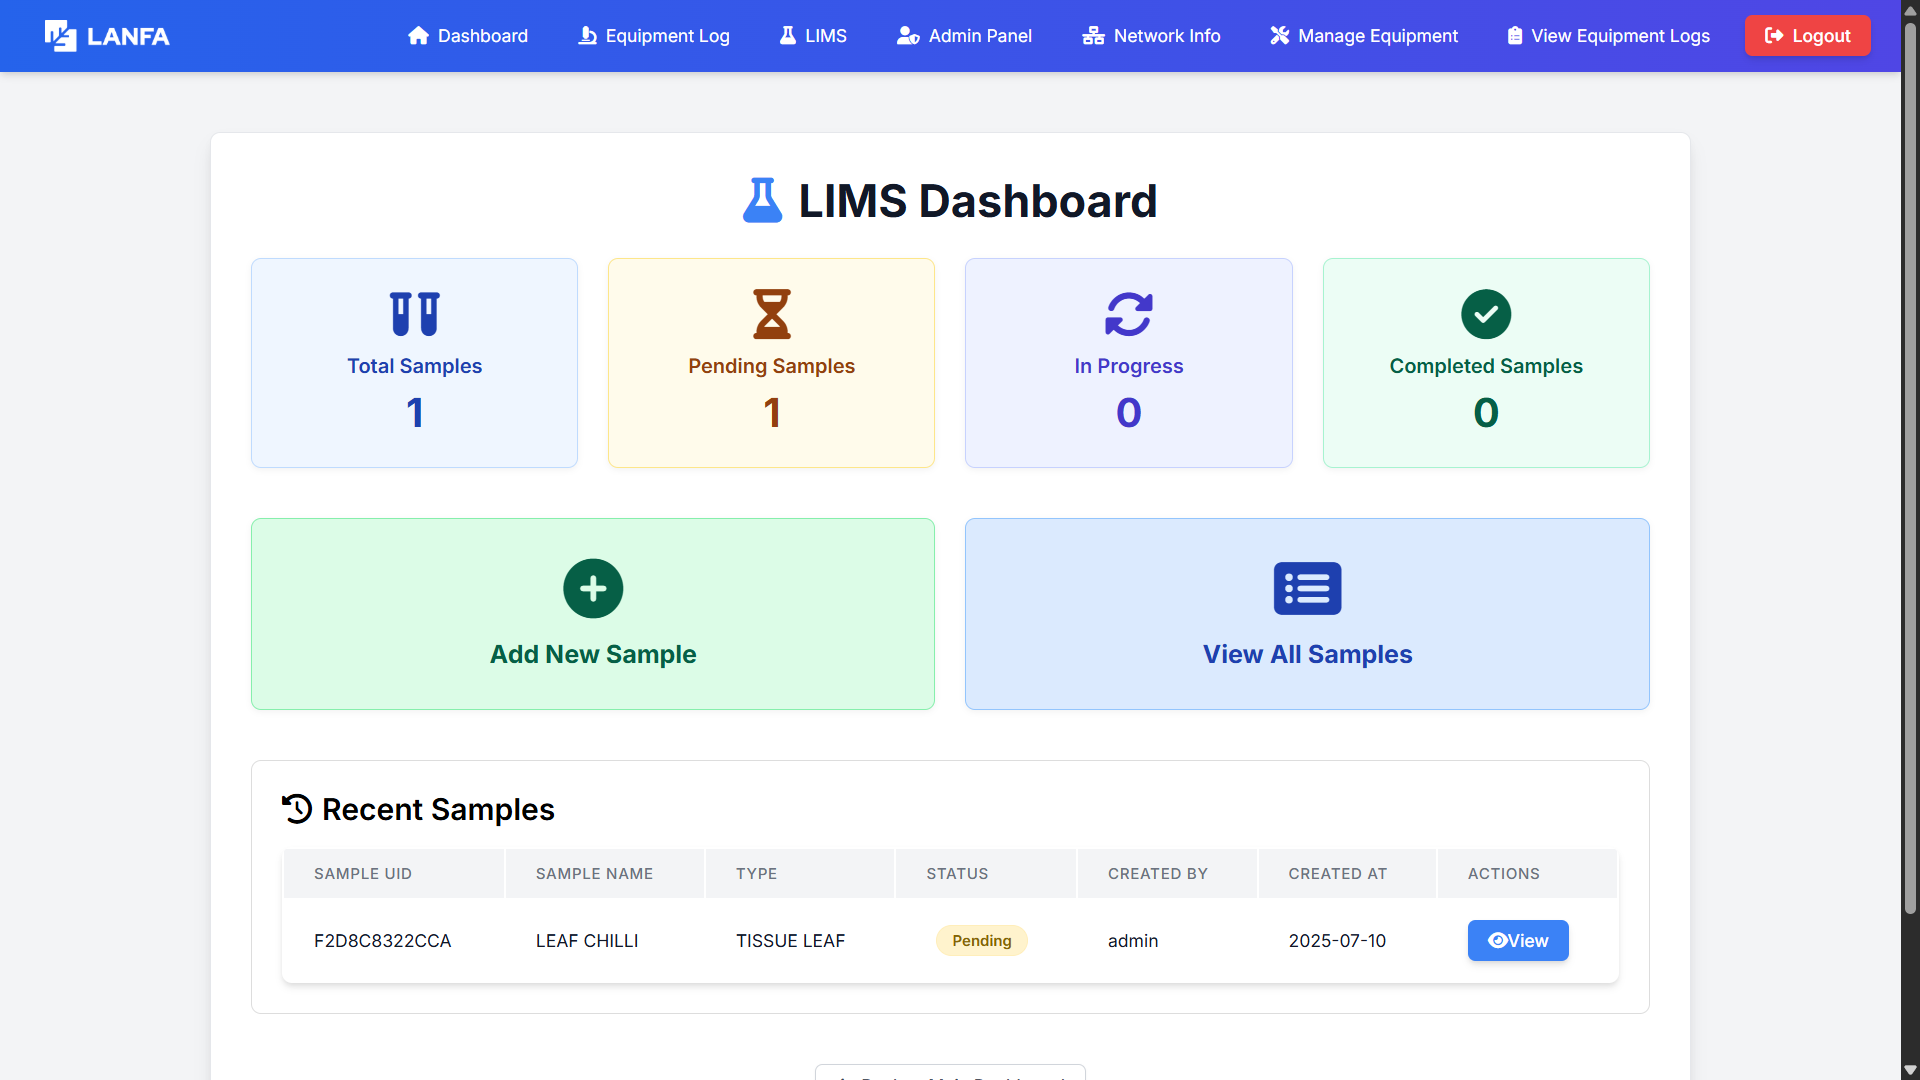 LANFA
Dashboard
Equipment Log
LIMS
Admin Panel
Network Info
Manage Equipment
View Equipment Logs
Logout
LIMS Dashboard
Total Samples
1
Pending Samples
1
In Progress
0
Completed Samples
0
Add New Sample
View All Samples
Recent Samples
SAMPLE UID SAMPLE NAME TYPE STATUS CREATED BY CREATED AT ACTIONS
F2D8C8322CCA LEAF CHILLI TISSUE LEAF Pending admin 2025-07-10 View